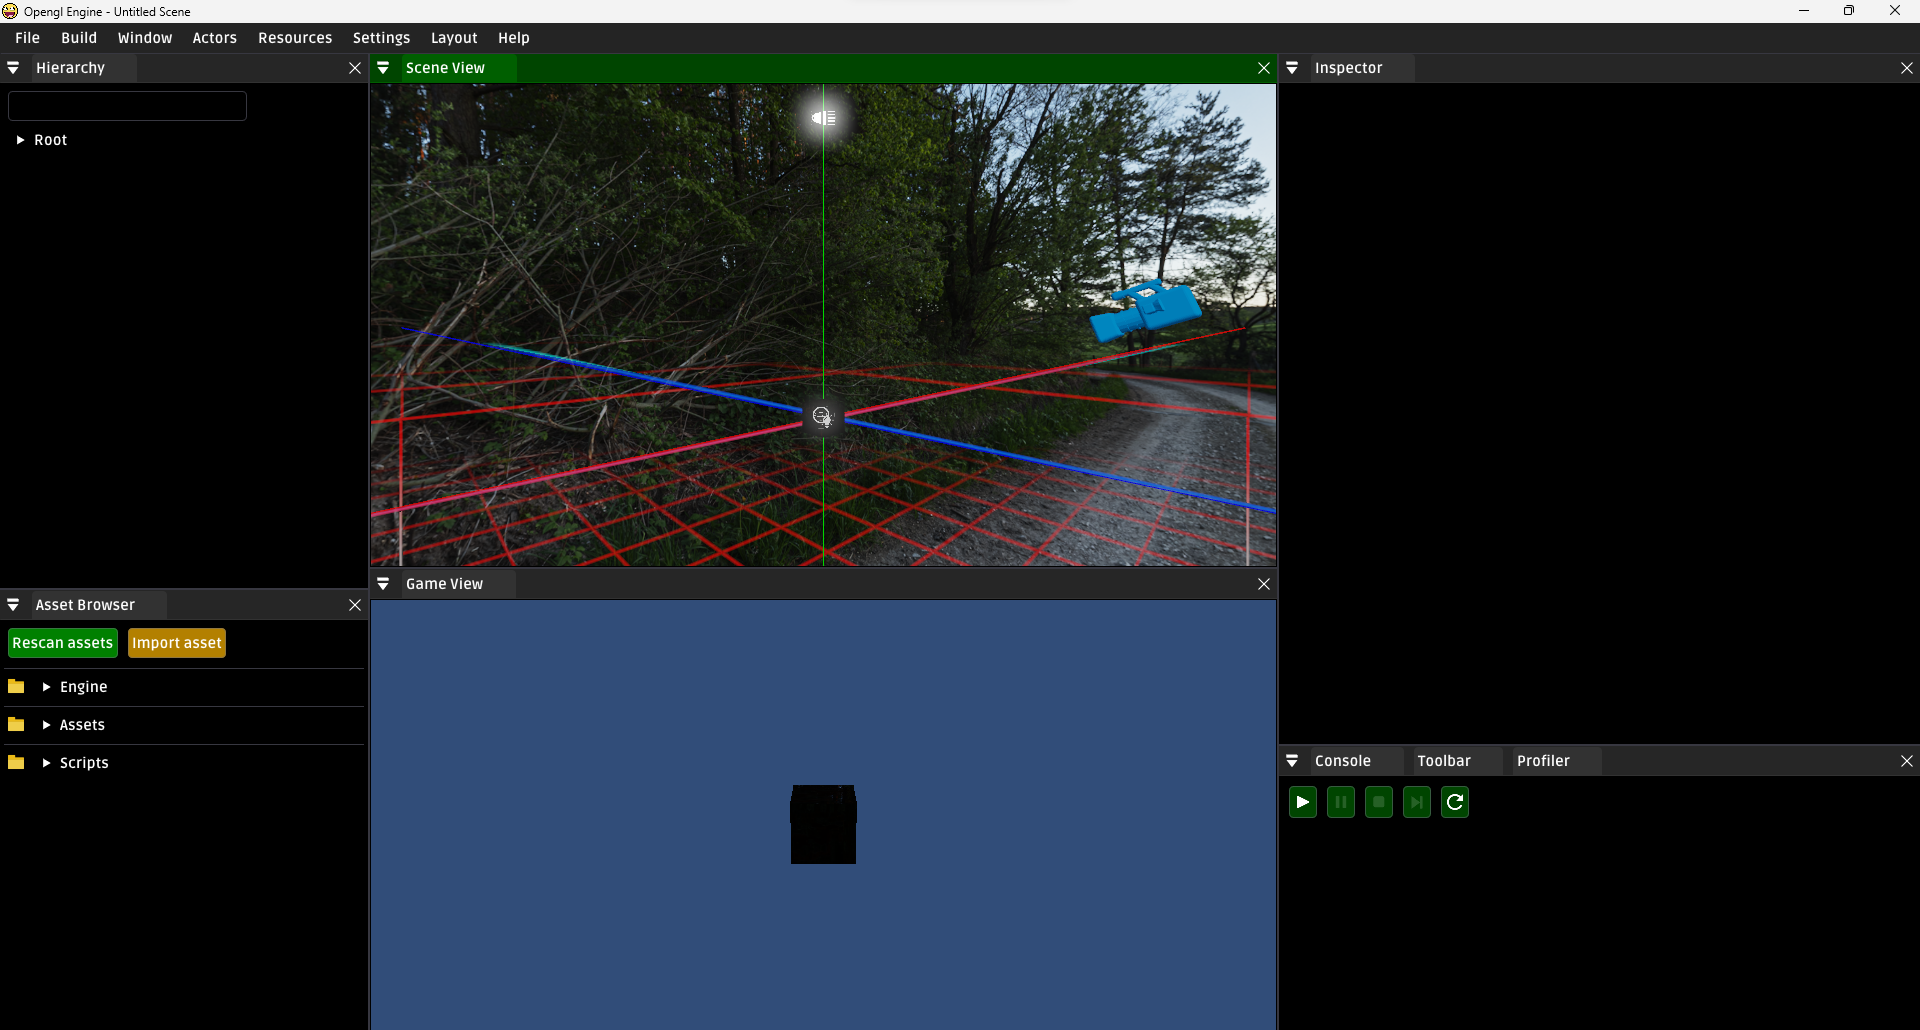 Opengl Engine - Untitled Scene
File Build Window Actors Resources Settings Layout Help
Hierarchy
Root
Scene View
Inspector
Asset Browser
Rescan assets Import asset
Engine
Assets
Scripts
Game View
Console Toolbar Profiler